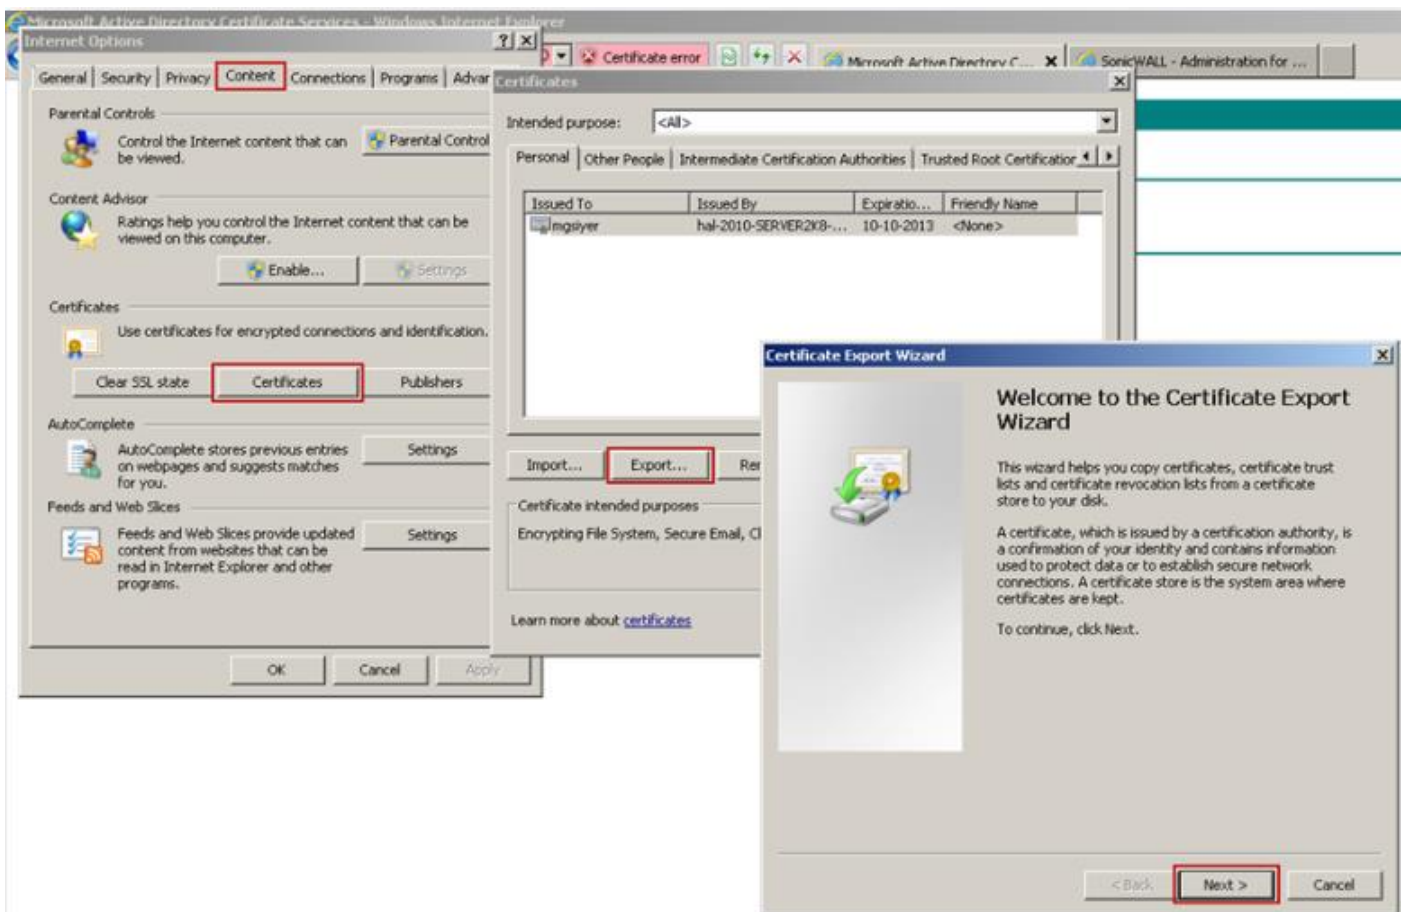 Microsoft Active Directory Certificate Services - Windows Internet Explorer
Internet Options
General Security Privacy Content Connections Programs Advan
Parental Controls
Control the Internet content that can
be viewed.
Parental Control
Content Advisor
Ratings help you control the Internet content that can be
viewed on this computer.
Enable...
Settings
Certificates
Use certificates for encrypted connections and identification.
Clear SSL state
Certificates
Publishers
AutoComplete
AutoComplete stores previous entries
on webpages and suggests matches
for you.
Settings
Feeds and Web Slices
Feeds and Web Slices provide updated
content from websites that can be
read in Internet Explorer and other
programs.
Settings
OK
Cancel
Apply
Certificate error
Microsoft Active Directory C...
SonicWALL - Administration for ...
Certificates
Intended purpose:
<All>
Personal Other People Intermediate Certification Authorities Trusted Root Certification
Issued To Issued By Expiratio... Friendly Name
mgsiyer hal-2010-SERVER2K8-... 10-10-2013 <None>
Import...
Export...
Rem
Certificate intended purposes
Encrypting File System, Secure Email, Cl
Learn more about certificates
Certificate Export Wizard
Welcome to the Certificate Export
Wizard
This wizard helps you copy certificates, certificate trust
lists and certificate revocation lists from a certificate
store to your disk.
A certificate, which is issued by a certification authority, is
a confirmation of your identity and contains information
used to protect data or to establish secure network
connections. A certificate store is the system area where
certificates are kept.
To continue, click Next.
< Back
Next >
Cancel